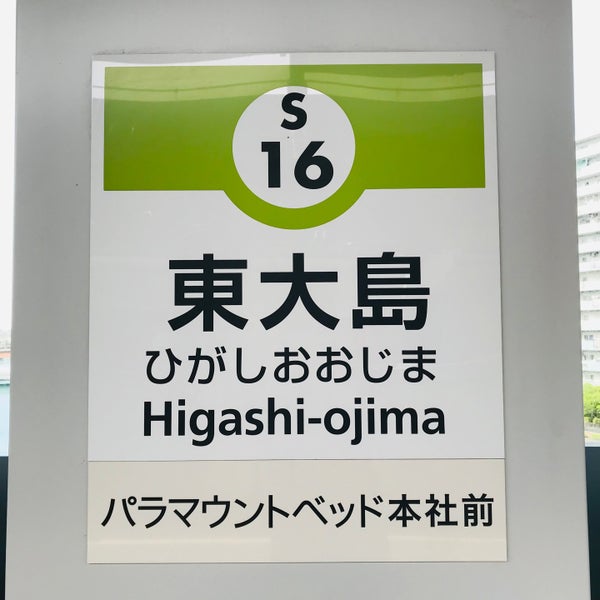 S
16
東大島
ひがしおおじま
Higashi-ojima
パラマウントベッド本社前